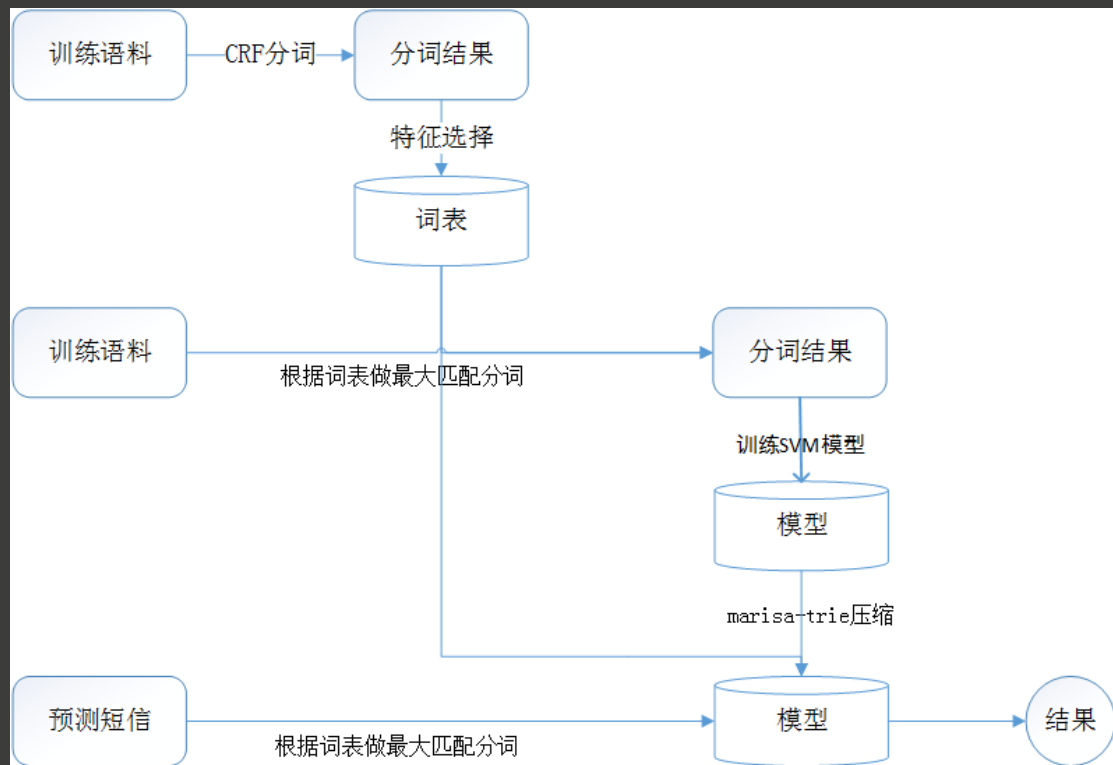 训练语料
CRF分词
分词结果
特征选择
词表
训练语料
根据词表做最大匹配分词
分词结果
训练SVM模型
模型
marisa-trie压缩
预测短信
根据词表做最大匹配分词
模型
结果